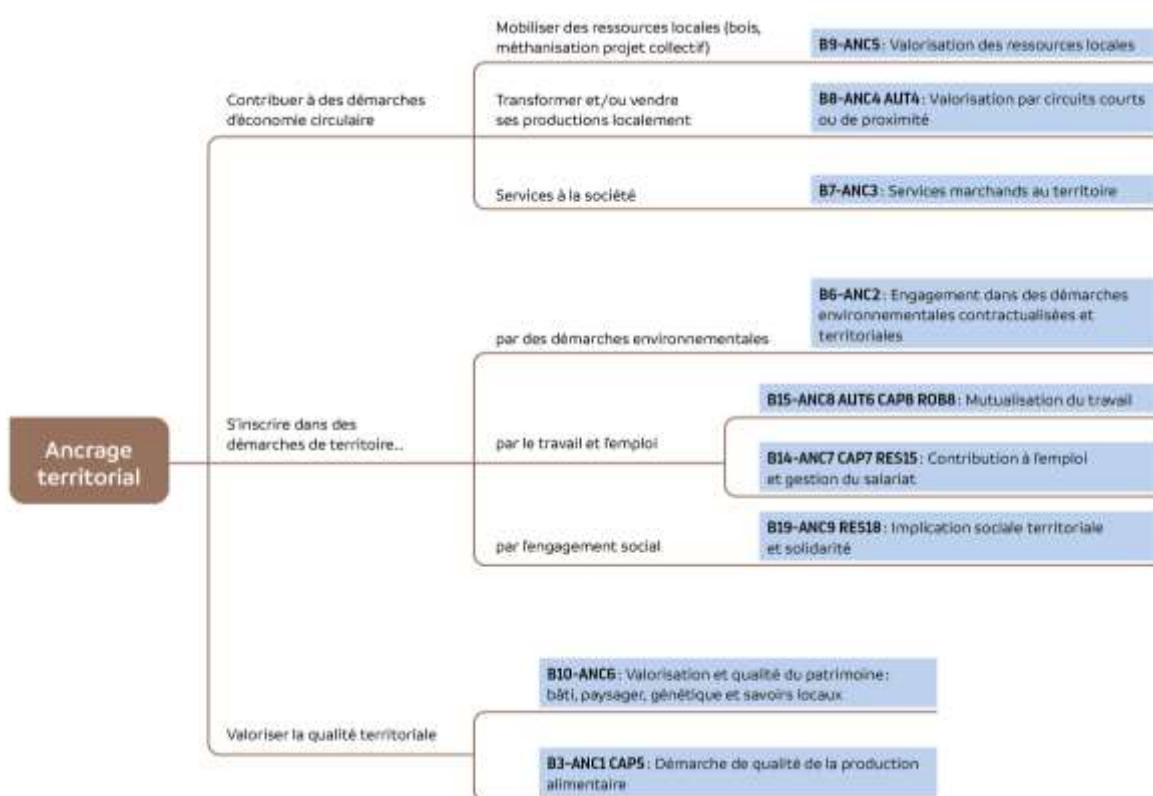 Ancrage
territorial
Contribuer à des démarches
d'économie circulaire
Mobiliser des ressources locales (bois,
méthanisation projet collectif)
B9-ANC5 : Valorisation des ressources locales
Transformer et/ou vendre
ses productions localement
B8-ANC4 AUT4 : Valorisation par circuits courts
ou de proximité
Services à la société
B7-ANC3 : Services marchands au territoire
S'inscrire dans des
démarches de territoire...
par des démarches environnementales
B6-ANC2 : Engagement dans des démarches
environnementales contractualisées et
territoriales
par le travail et l'emploi
B15-ANC8 AUT6 CAP8 ROB8 : Mutualisation du travail
B14-ANC7 CAP7 RES15 : Contribution à l'emploi
et gestion du salariat
par l'engagement social
B19-ANC9 RES18 : Implication sociale territoriale
et solidarité
Valoriser la qualité territoriale
B10-ANC6 : Valorisation et qualité du patrimoine :
bâti, paysager, génétique et savoirs locaux
B3-ANC1 CAP5 : Démarche de qualité de la production
alimentaire